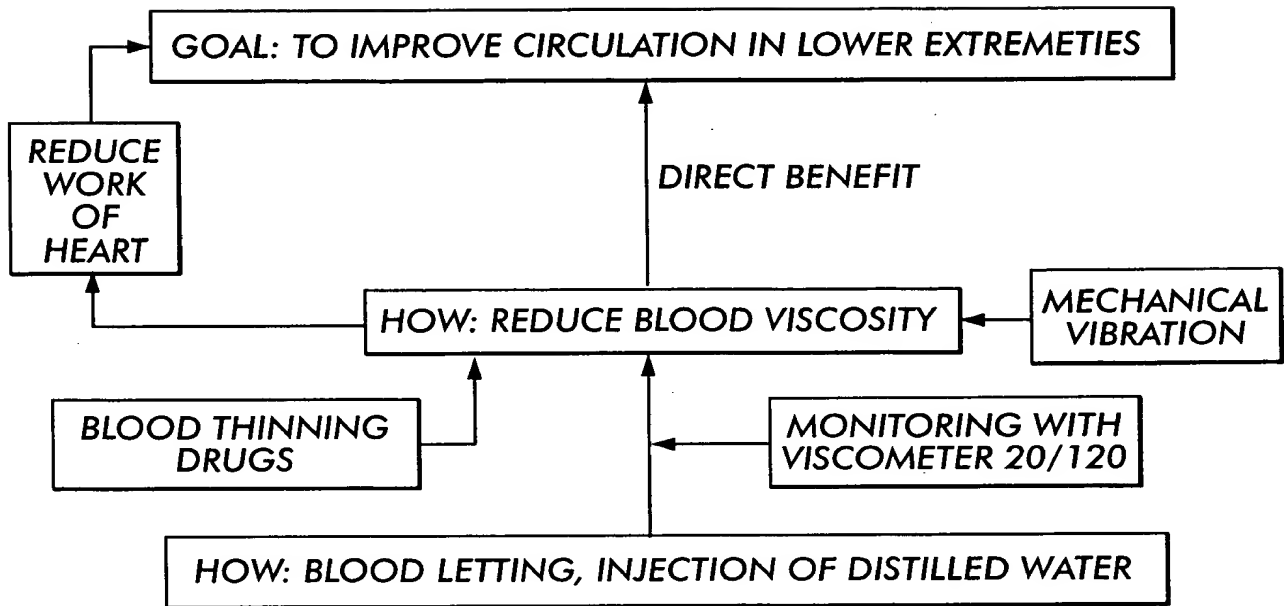 GOAL: TO IMPROVE CIRCULATION IN LOWER EXTREMETIES
REDUCE
WORK
OF
HEART
DIRECT BENEFIT
HOW: REDUCE BLOOD VISCOSITY
MECHANICAL
VIBRATION
BLOOD THINNING
DRUGS
MONITORING WITH
VISCOMETER 20/120
HOW: BLOOD LETTING, INJECTION OF DISTILLED WATER